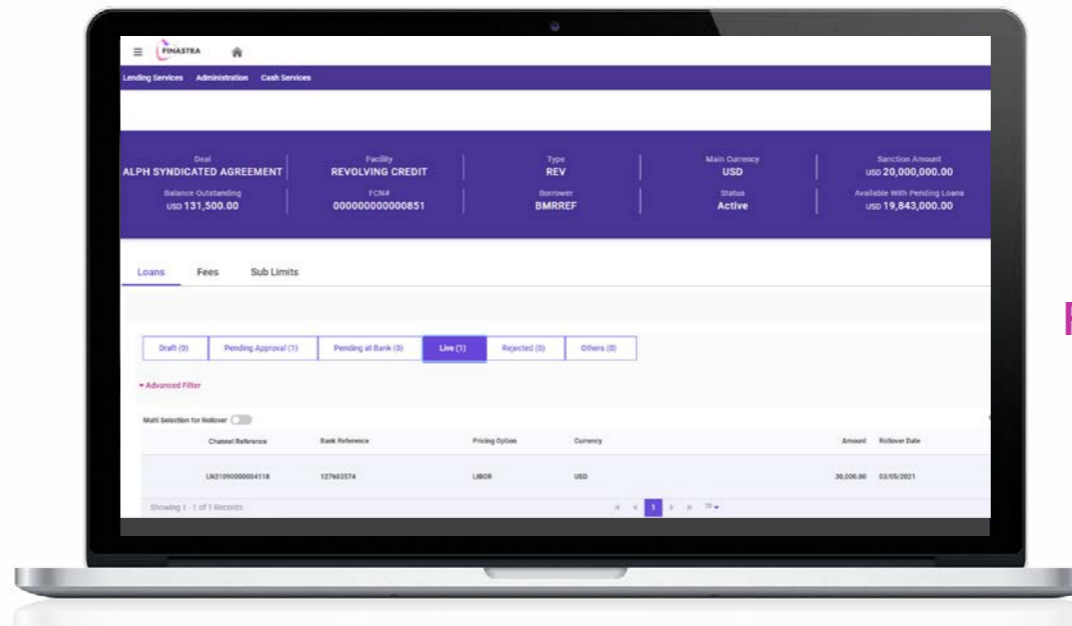 FINASTRA
Lending Services Administration Cash Services
Deal Facility Type Main Currency Sanction Amount
ALPH SYNDICATED AGREEMENT REVOLVING CREDIT REV USD USD 20,000,000.00
Balance Outstanding FCN# Borrower Status Available With Pending Loans
USD 131,500.00 000000000000851 BMRREF Active USD 19,843,000.00
Loans Fees Sub Limits
Draft (0) Pending Approval (1) Pending at Bank (0) Live (1) Rejected (0) Others (0)
Advanced Filter
Multi Selection for Rollover
Channel Reference Bank Reference Pricing Option Currency Amount Rollover Date
LN21090000004118 127603574 LIBOR USD 30,000.00 03/05/2021
Showing 1 - 1 of 1 Records 1